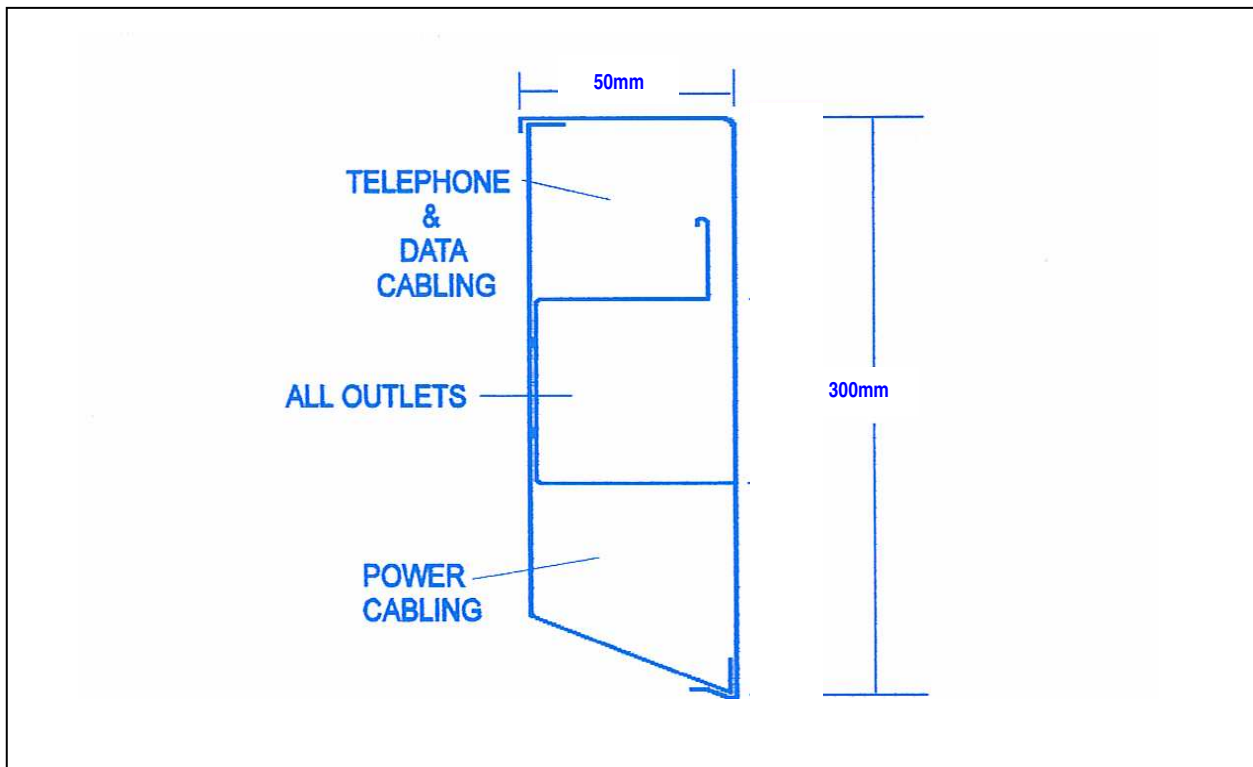 50mm
TELEPHONE
&
DATA
CABLING
ALL OUTLETS
300mm
POWER
CABLING